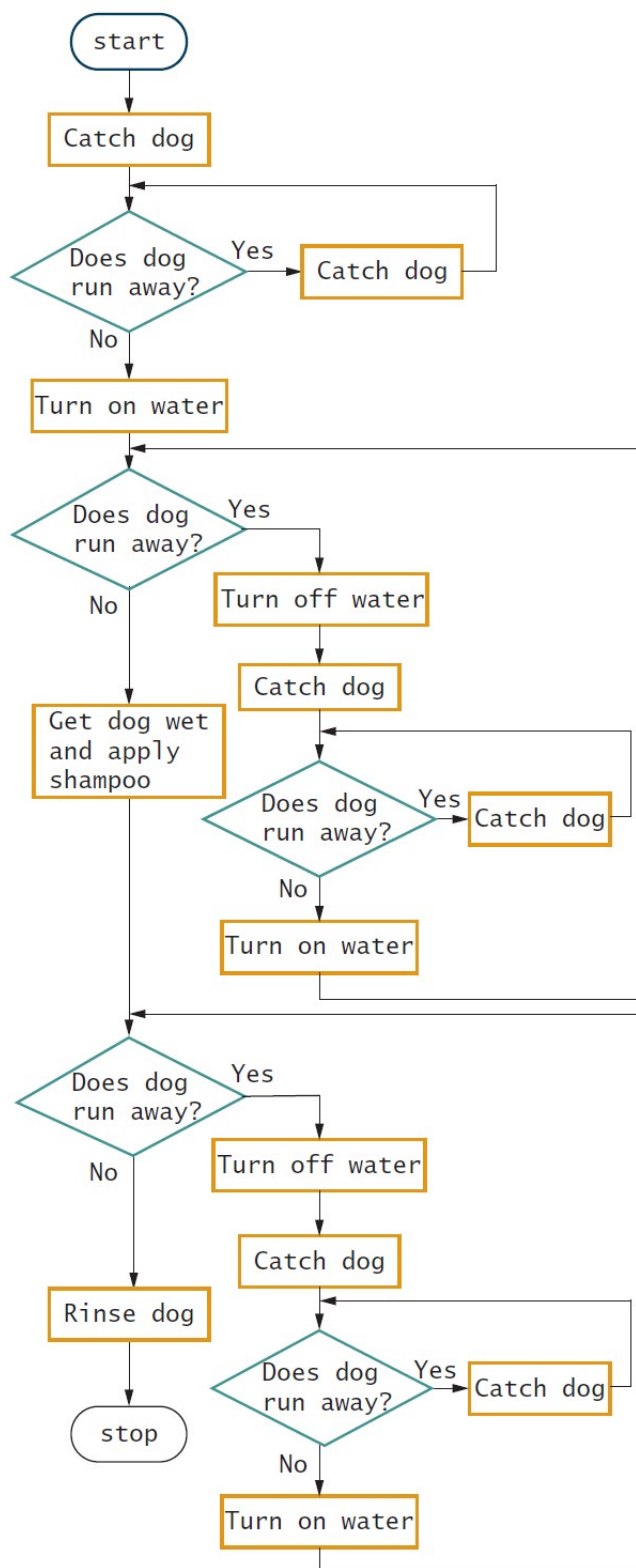 start
Catch dog
Does dog
run away?
Yes
Catch dog
No
Turn on water
Does dog
run away?
Yes
Turn off water
No
Catch dog
Get dog wet
and apply
shampoo
Does dog
run away?
Yes
Catch dog
No
Turn on water
Does dog
run away?
Yes
Turn off water
No
Catch dog
Rinse dog
Does dog
run away?
Yes
Catch dog
stop
No
Turn on water